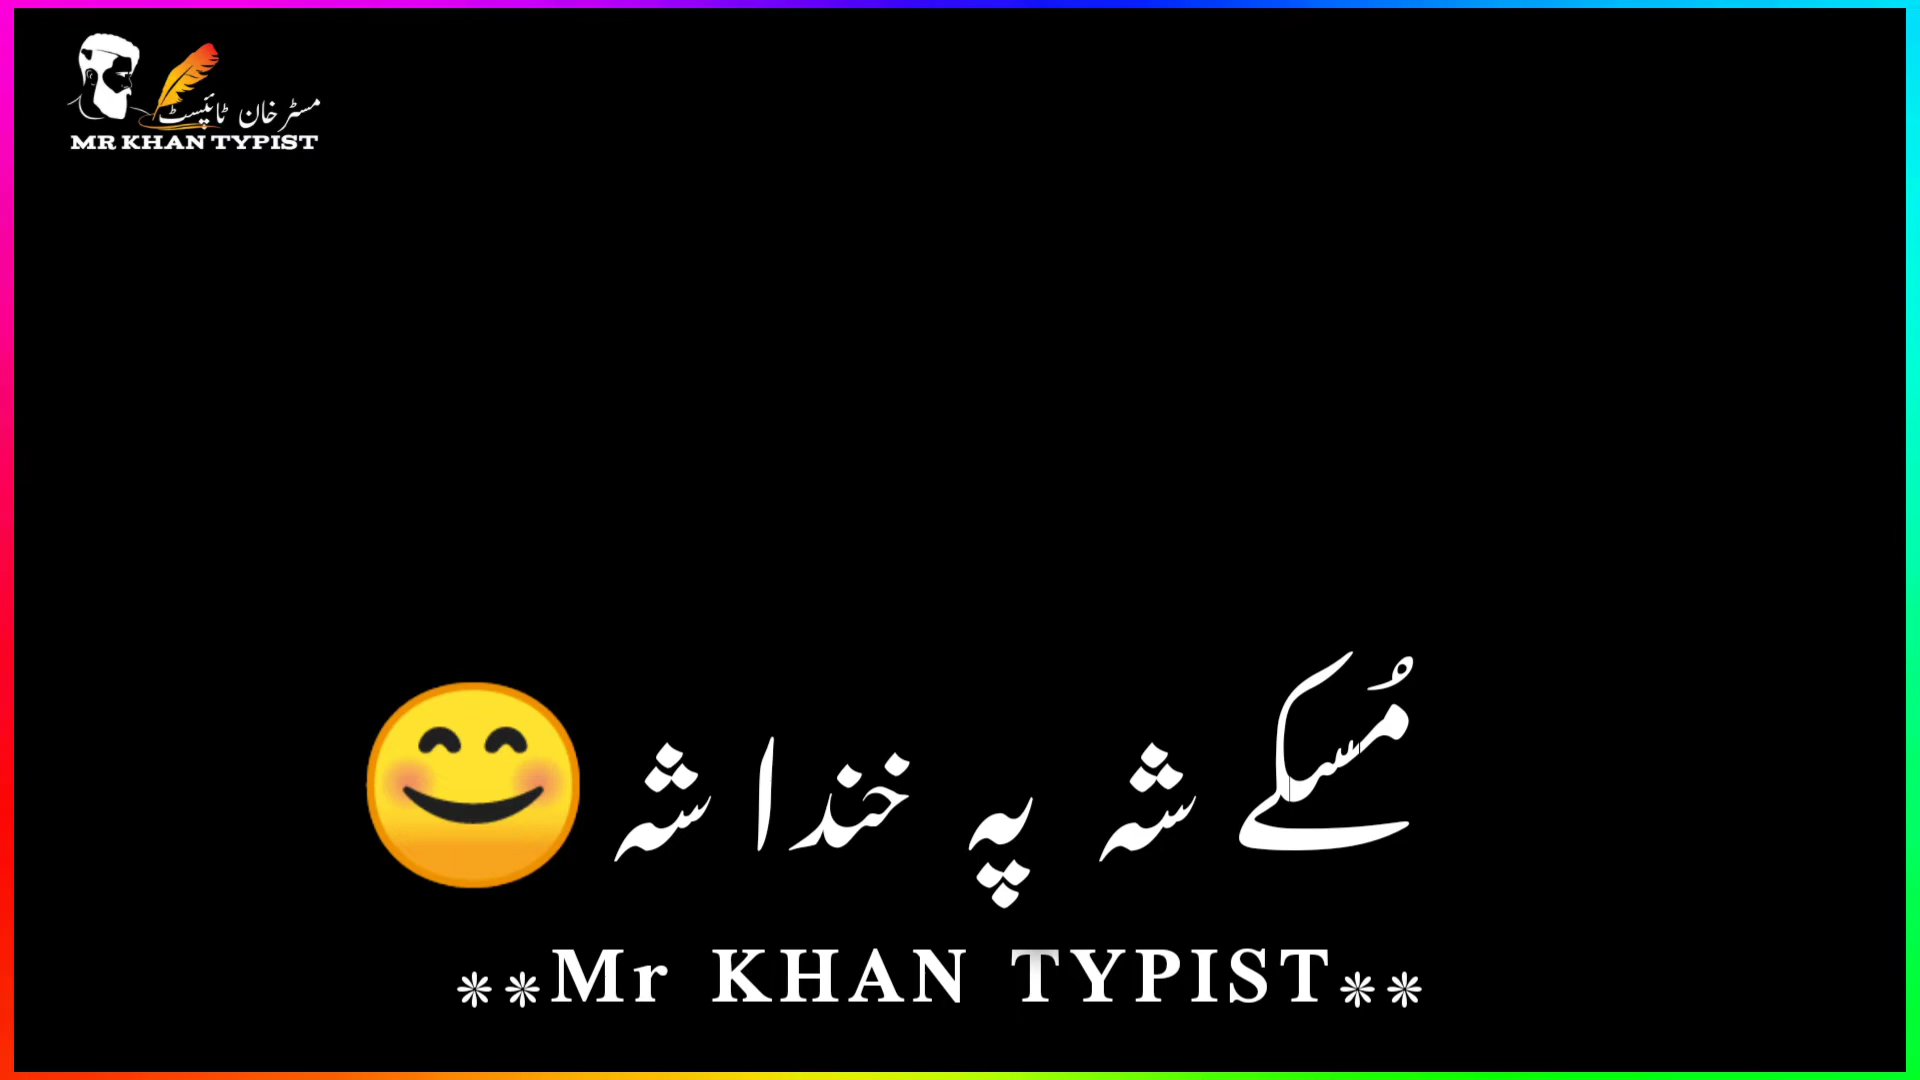 مسٹر خان ٹائپسٹ
MR KHAN TYPIST
مُسکے شہ پہ خندا شہ 😊
**Mr KHAN TYPIST**